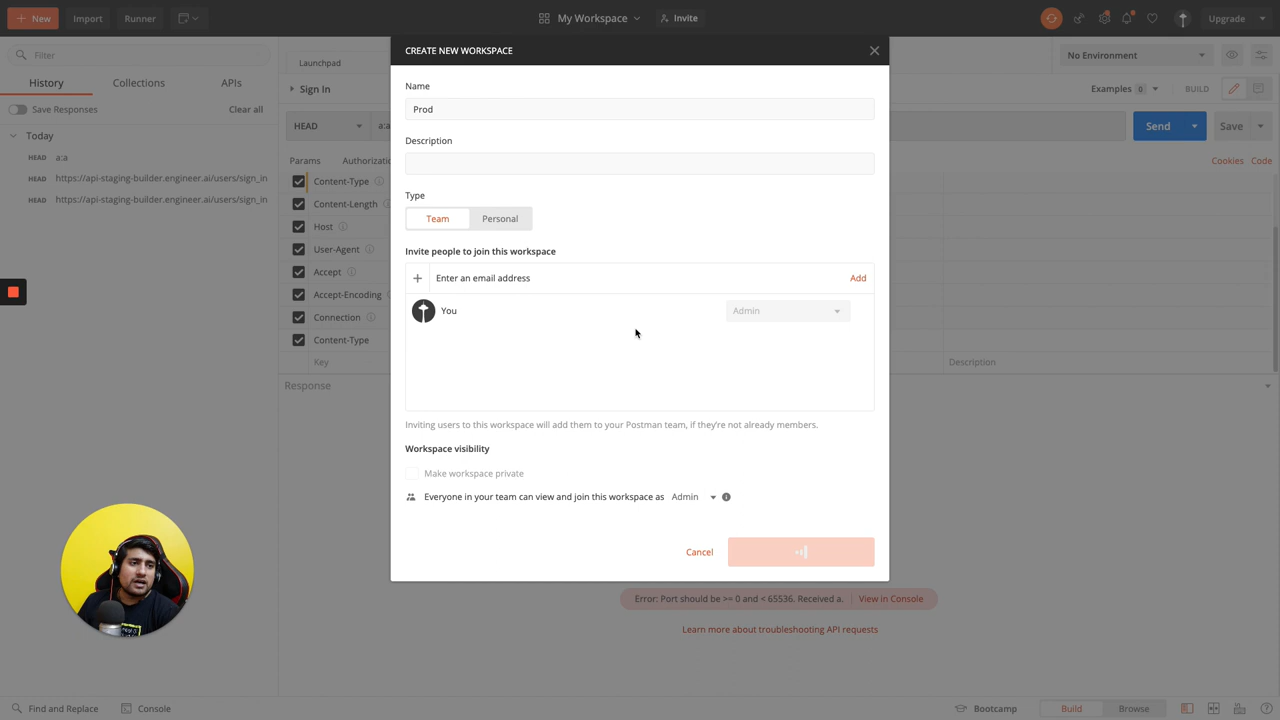 New
Import
Runner
My Workspace
Invite
Upgrade
Filter
History
Collections
APIs
Save Responses
Clear all
Today
HEAD a:a
HEAD https://api-staging-builder.engineer.ai/users/sign_in
HEAD https://api-staging-builder.engineer.ai/users/sign_in
Launchpad
No Environment
Sign In
Examples 0
BUILD
HEAD
a:a
Send
Save
Params
Authorizatio
Cookies
Code
Content-Type
Content-Length
Host
User-Agent
Accept
Accept-Encoding
Connection
Content-Type
Key
Description
Response
CREATE NEW WORKSPACE
Name
Prod
Description
Type
Team
Personal
Invite people to join this workspace
Enter an email address
Add
You
Admin
Inviting users to this workspace will add them to your Postman team, if they're not already members.
Workspace visibility
Make workspace private
Everyone in your team can view and join this workspace as Admin
Cancel
Error: Port should be >= 0 and < 65536. Received a.
View in Console
Learn more about troubleshooting API requests
Find and Replace
Console
Bootcamp
Build
Browse